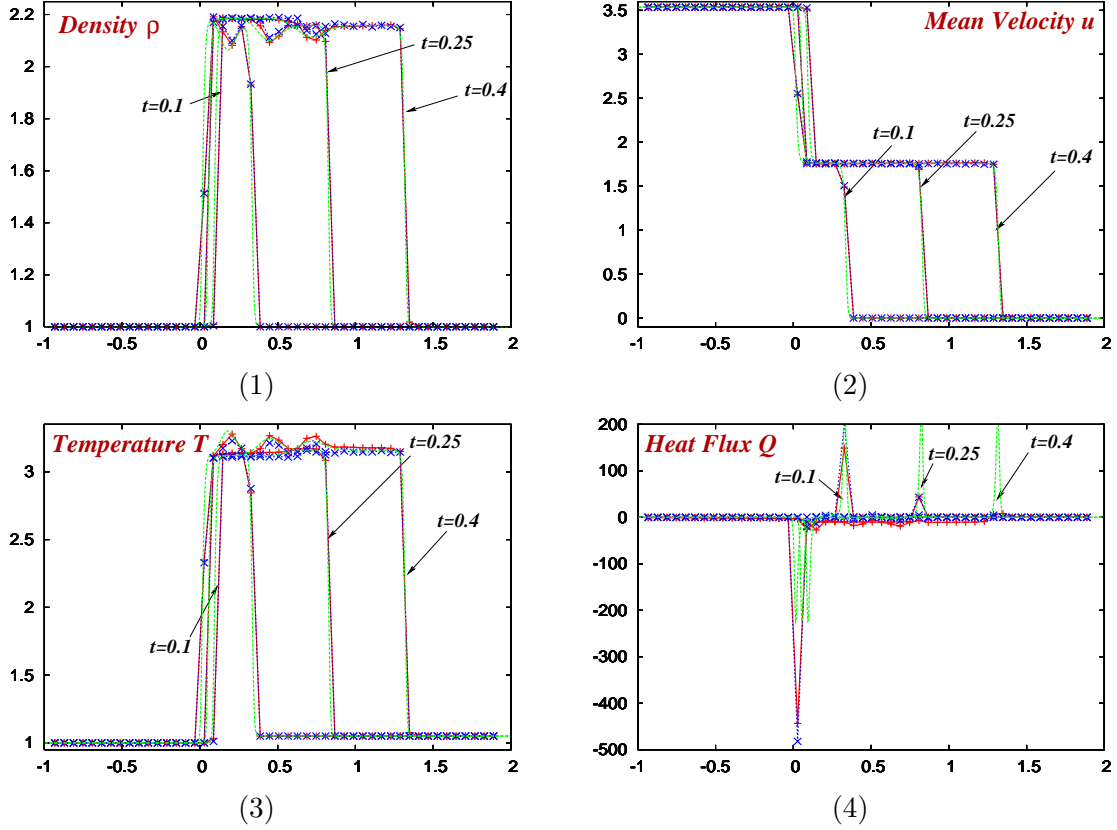 Density ρ
2.2
2
1.8
1.6
1.4
1.2
1
t=0.25
t=0.4
t=0.1
-1 -0.5 0 0.5 1 1.5 2
(1)
Mean Velocity u
3.5
3
2.5
2
1.5
1
0.5
0
t=0.1
t=0.25
t=0.4
-1 -0.5 0 0.5 1 1.5 2
(2)
Temperature T
3
2.5
2
1.5
1
t=0.25
t=0.4
t=0.1
-1 -0.5 0 0.5 1 1.5 2
(3)
Heat Flux Q
200
100
0
-100
-200
-300
-400
-500
t=0.1
t=0.25
t=0.4
-1 -0.5 0 0.5 1 1.5 2
(4)